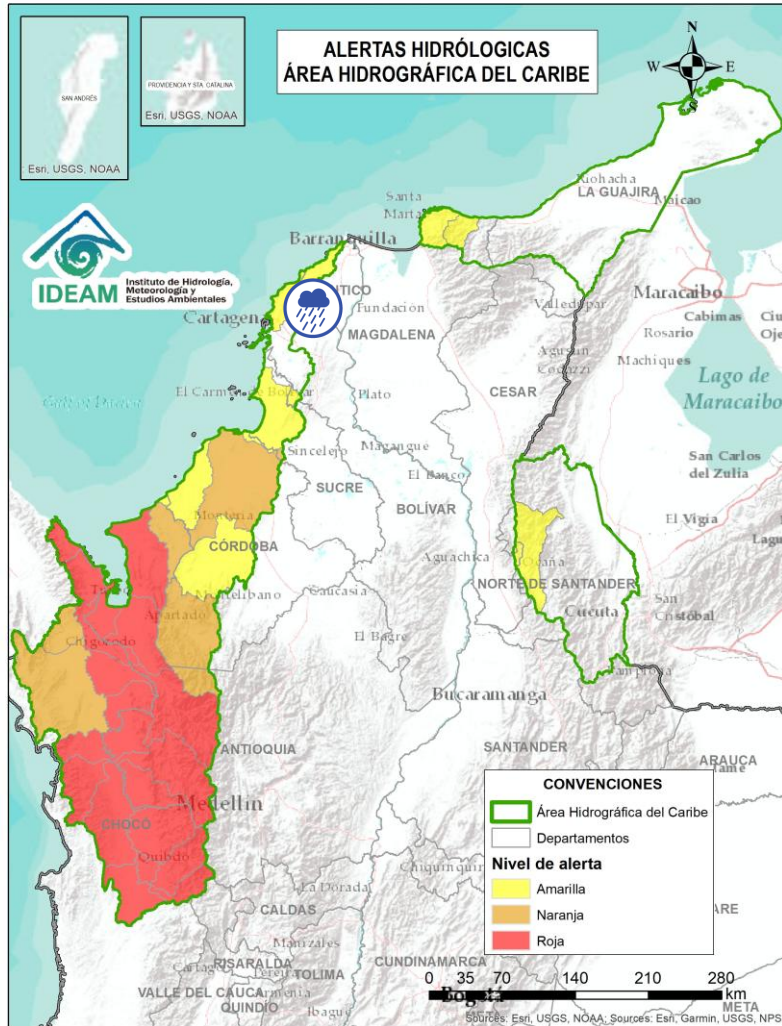 ALERTAS HIDRÓLOGICAS
ÁREA HIDROGRÁFICA DEL CARIBE
SAN ANDRÉS
Esri, USGS, NOAA
PROVIDENCIA Y STA. CATALINA
Esri, USGS, NOAA
N
W
E
S
IDEAM
Instituto de Hidrología,
Meteorología y
Estudios Ambientales
Riohacha
LA GUAJIRA
Maicao
Santa
Marta
Barranquilla
Maracaibo
Cabimas
Rosario
Machiques
Lago de
Maracaibo
Cartagena
Fundación
MAGDALENA
Valledupar
Agustín
Codazzi
CESAR
El Carmen de Bolívar
Plato
Sincelejo
Magangué
El Banco
SUCRE
BOLÍVAR
San Carlos
del Zulia
El Vigía
Montería
CÓRDOBA
Aguachica
Ocaña
NORTE DE SANTANDER
Montelíbano
Caucasia
Cúcuta
San
Cristóbal
Turbo
Apartadó
Chigorodó
El Bagre
Pamplona
Bucaramanga
ANTIOQUIA
SANTANDER
ARAUCA
Medellín
CHOCÓ
Quibdó
La Dorada
CALDAS
Manizales
RISARALDA
Pereira
TOLIMA
CUNDINAMARCA
VALLE DEL CAUCA
Armenia
QUINDÍO
Ibagué
Bogotá
META
CONVENCIONES
Área Hidrográfica del Caribe
Departamentos
Nivel de alerta
Amarilla
Naranja
Roja
0 35 70 140 210 280
km
Sources: Esri, USGS, NOAA; Sources: Esri, Garmin, USGS, NPS